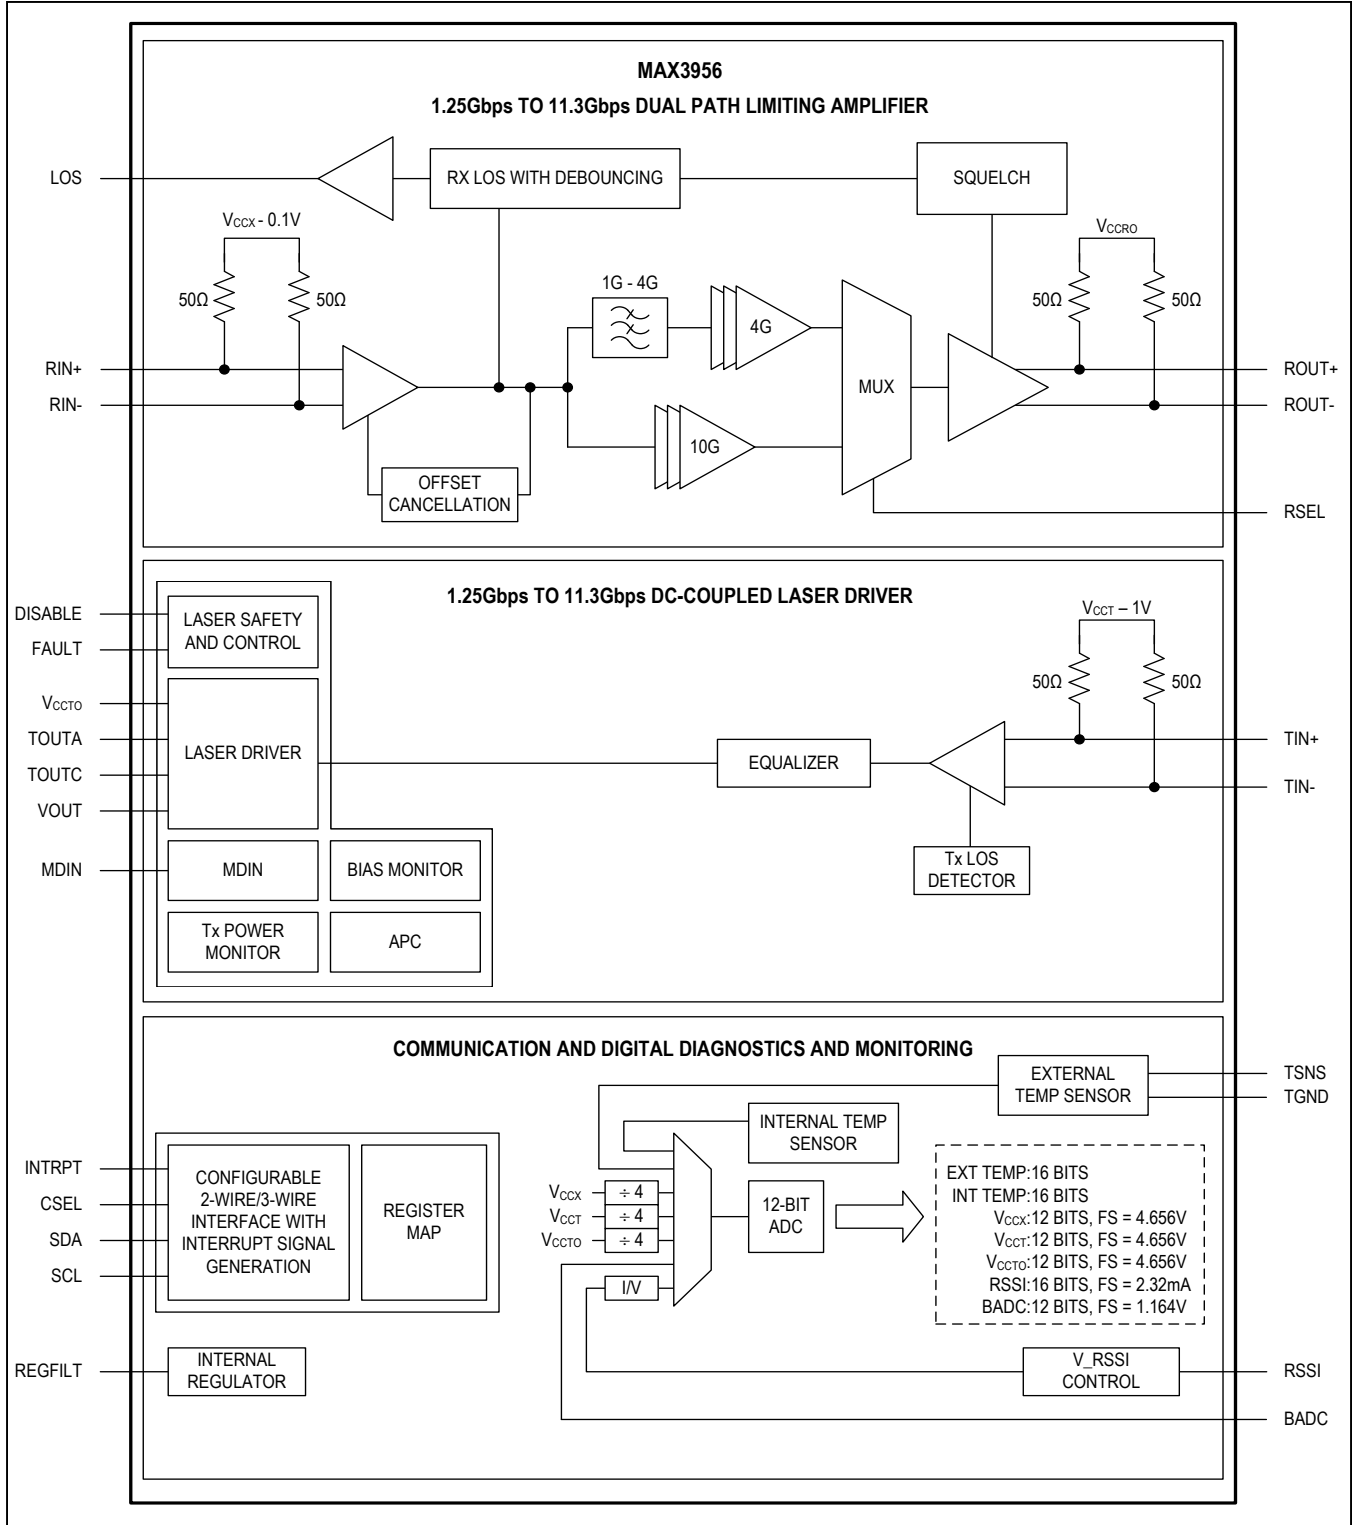 MAX3956
1.25Gbps TO 11.3Gbps DUAL PATH LIMITING AMPLIFIER
LOS
RX LOS WITH DEBOUNCING
SQUELCH
VCCX - 0.1V
VCCRO
50Ω
50Ω
1G - 4G
50Ω
50Ω
4G
RIN+
RIN-
MUX
ROUT+
ROUT-
10G
OFFSET
CANCELLATION
RSEL
1.25Gbps TO 11.3Gbps DC-COUPLED LASER DRIVER
DISABLE
FAULT
LASER SAFETY
AND CONTROL
VCCT – 1V
50Ω
50Ω
VCCTO
TOUTA
TOUTC
VOUT
LASER DRIVER
EQUALIZER
TIN+
TIN-
Tx LOS
DETECTOR
MDIN
MDIN
BIAS MONITOR
Tx POWER
MONITOR
APC
COMMUNICATION AND DIGITAL DIAGNOSTICS AND MONITORING
EXTERNAL
TEMP SENSOR
TSNS
TGND
INTERNAL TEMP
SENSOR
INTRPT
CSEL
SDA
SCL
CONFIGURABLE
2-WIRE/3-WIRE
INTERFACE WITH
INTERRUPT SIGNAL
GENERATION
REGISTER
MAP
VCCX ÷ 4
VCCT ÷ 4
VCCTO ÷ 4
I/V
12-BIT
ADC
EXT TEMP:16 BITS
INT TEMP:16 BITS
VCCX:12 BITS, FS = 4.656V
VCCT:12 BITS, FS = 4.656V
VCCTO:12 BITS, FS = 4.656V
RSSI:16 BITS, FS = 2.32mA
BADC:12 BITS, FS = 1.164V
REGFILT
INTERNAL
REGULATOR
V_RSSI
CONTROL
RSSI
BADC